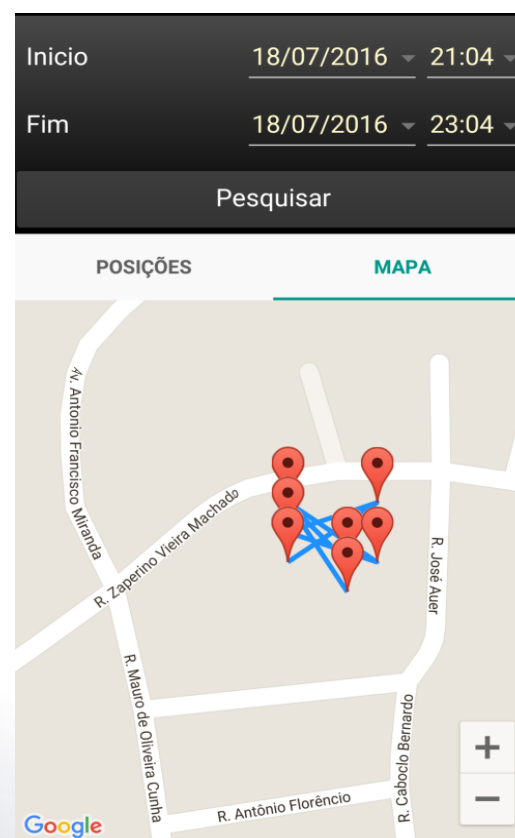 Inicio
18/07/2016
21:04
Fim
18/07/2016
23:04
Pesquisar
POSIÇÕES
MAPA
Av. Antonio Francisco Miranda
R. Zaperino Vieira Machado
R. José Auer
R. Mauro de Oliveira Cunha
R. Caboclo Bernardo
R. Antônio Florêncio
+
−
Google